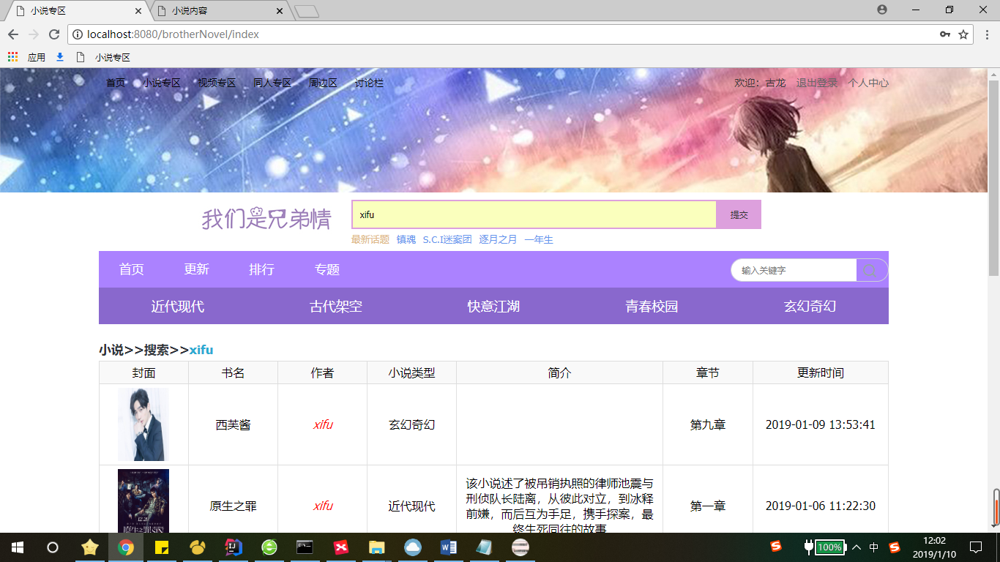 小说专区
小说内容
localhost:8080/brotherNovel/index
应用 小说专区
首页 小说专区 视频专区 同人专区 周边区 讨论栏 欢迎：古龙 退出登录 个人中心
我们是兄弟情
xifu 提交
最新话题 镇魂 S.C.I迷案团 逐月之月 一年生
首页 更新 排行 专题 输入关键字
近代现代 古代架空 快意江湖 青春校园 玄幻奇幻
小说>>搜索>>xifu
封面 书名 作者 小说类型 简介 章节 更新时间
西芙酱 xifu 玄幻奇幻 第九章 2019-01-09 13:53:41
该小说述了被吊销执照的律师池震与
刑侦队长陆离，从彼此对立，到冰释
原生之罪 xifu 近代现代 第一章 2019-01-06 11:22:30
前嫌，而后互为手足，携手探案，最
终生死同往的故事
原生之罪
100% 中 12:02
2019/1/10